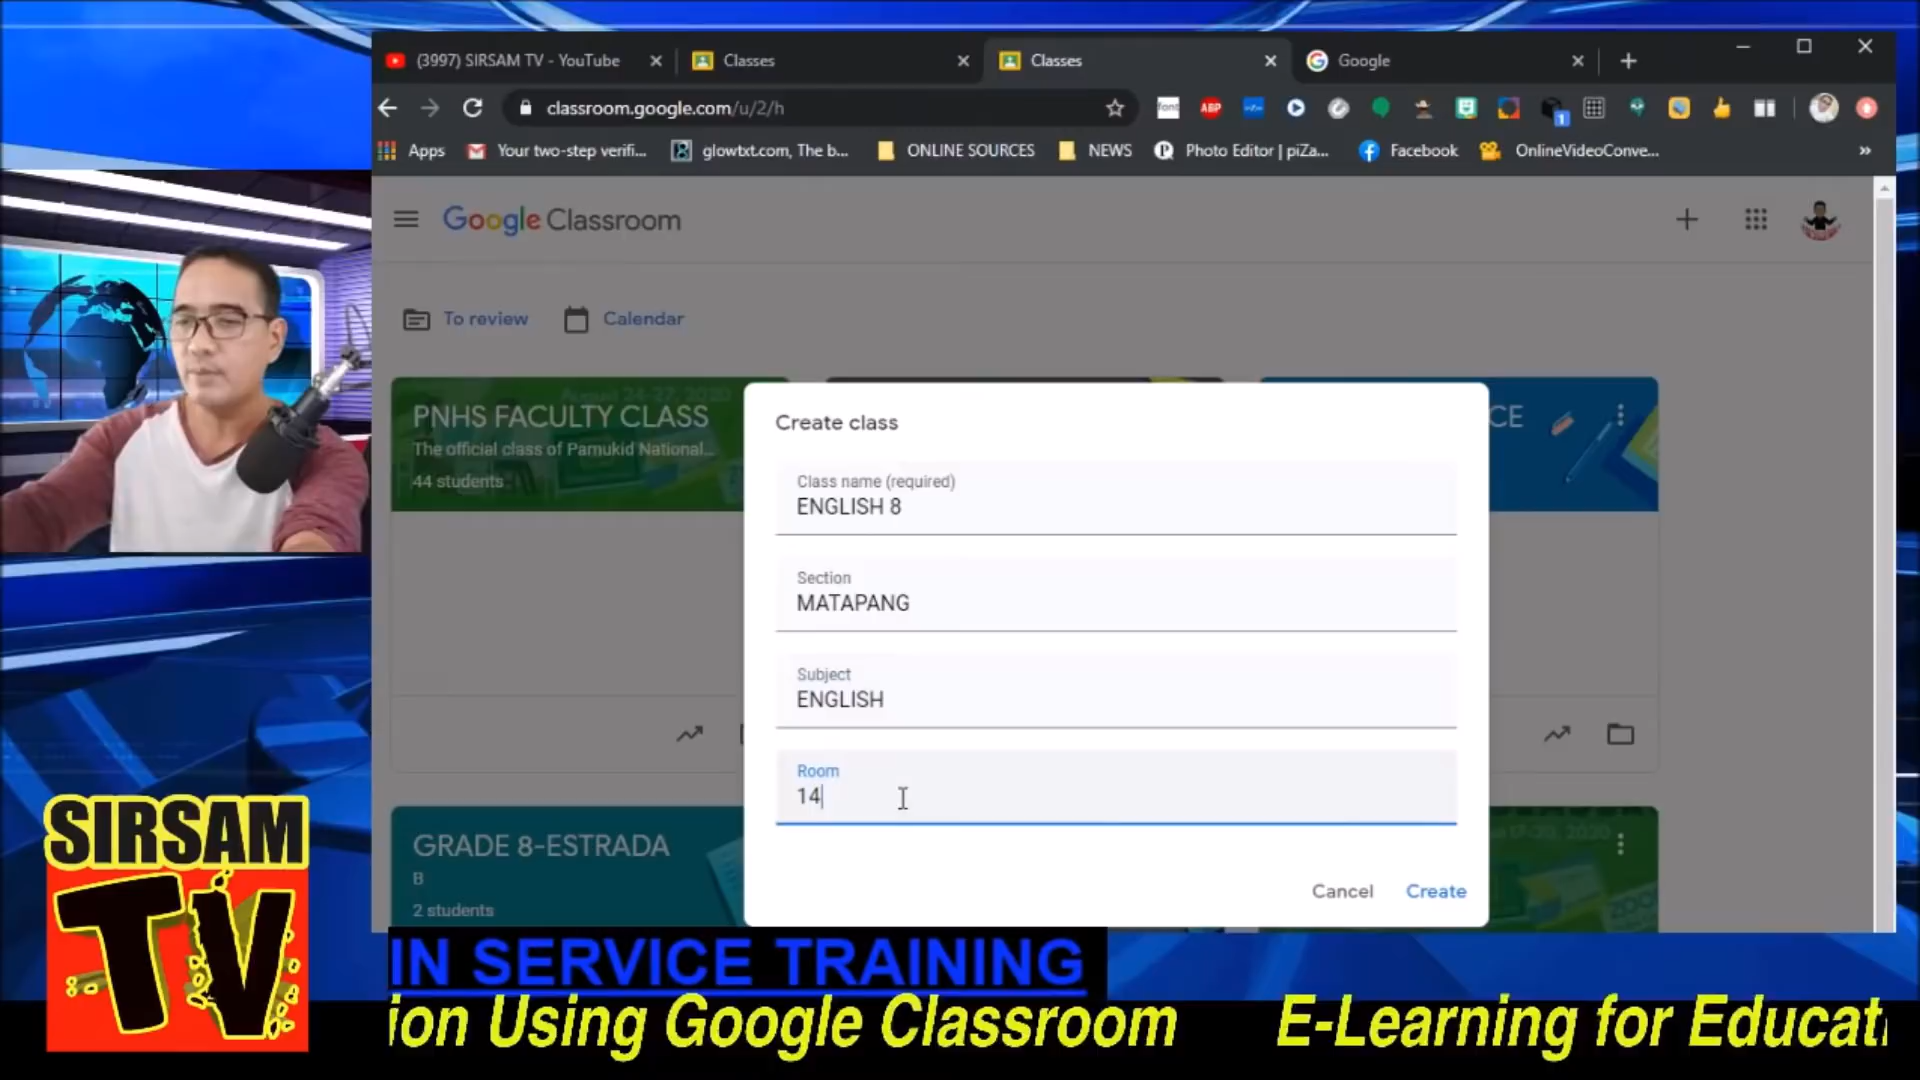 (3997) SIRSAM TV - YouTube
Classes
Classes
Google
classroom.google.com/u/2/h
font
ABP
1
Apps
Your two-step verifi...
glowtxt.com, The b...
ONLINE SOURCES
NEWS
Photo Editor | piZa...
Facebook
OnlineVideoConve...
»
Google Classroom
To review
Calendar
PNHS FACULTY CLASS
The official class of Pamukid National...
44 students
CE
Create class
Class name (required)
ENGLISH 8
Section
MATAPANG
Subject
ENGLISH
Room
14
Cancel
Create
GRADE 8-ESTRADA
B
2 students
SIRSAM
TV
IN SERVICE TRAINING
ion Using Google Classroom
E-Learning for Educat